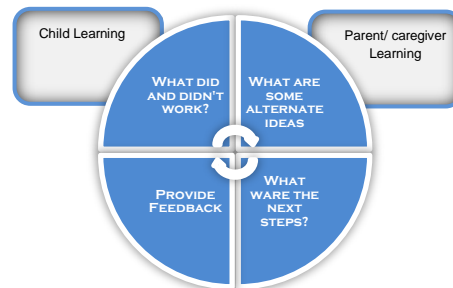 Child Learning
Parent/ caregiver
Learning
WHAT DID
AND DIDN'T
WORK?
WHAT ARE
SOME
ALTERNATE
IDEAS
PROVIDE
FEEDBACK
WHAT
WARE THE
NEXT
STEPS?